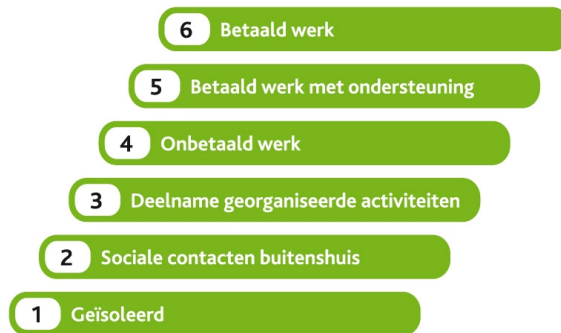 6 Betaald werk
5 Betaald werk met ondersteuning
4 Onbetaald werk
3 Deelname georganiseerde activiteiten
2 Sociale contacten buitenshuis
1 Geïsoleerd